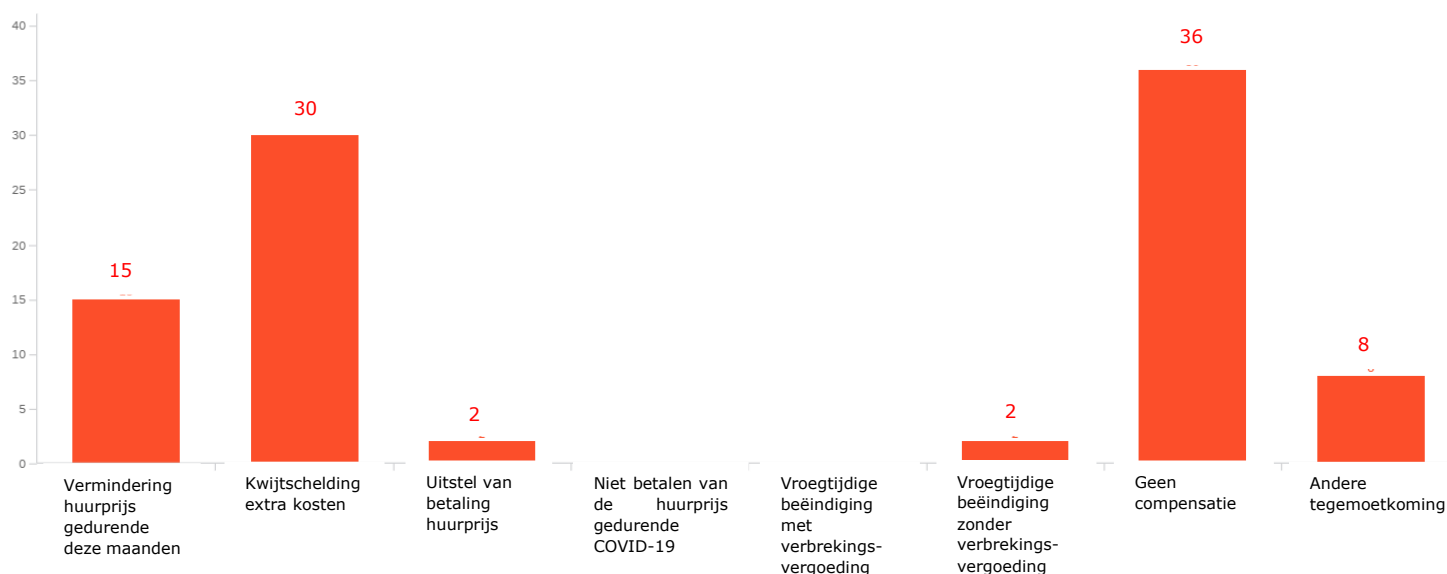 40
35
30
25
20
15
10
5
0
15
30
2
2
36
8
Vermindering
huurprijs
gedurende
deze maanden
Kwijtschelding
extra kosten
Uitstel van
betaling
huurprijs
Niet betalen van
de huurprijs
gedurende
COVID-19
Vroegtijdige
beëindiging
met
verbrekings-
vergoeding
Vroegtijdige
beëindiging
zonder
verbrekings-
vergoeding
Geen
compensatie
Andere
tegemoetkoming